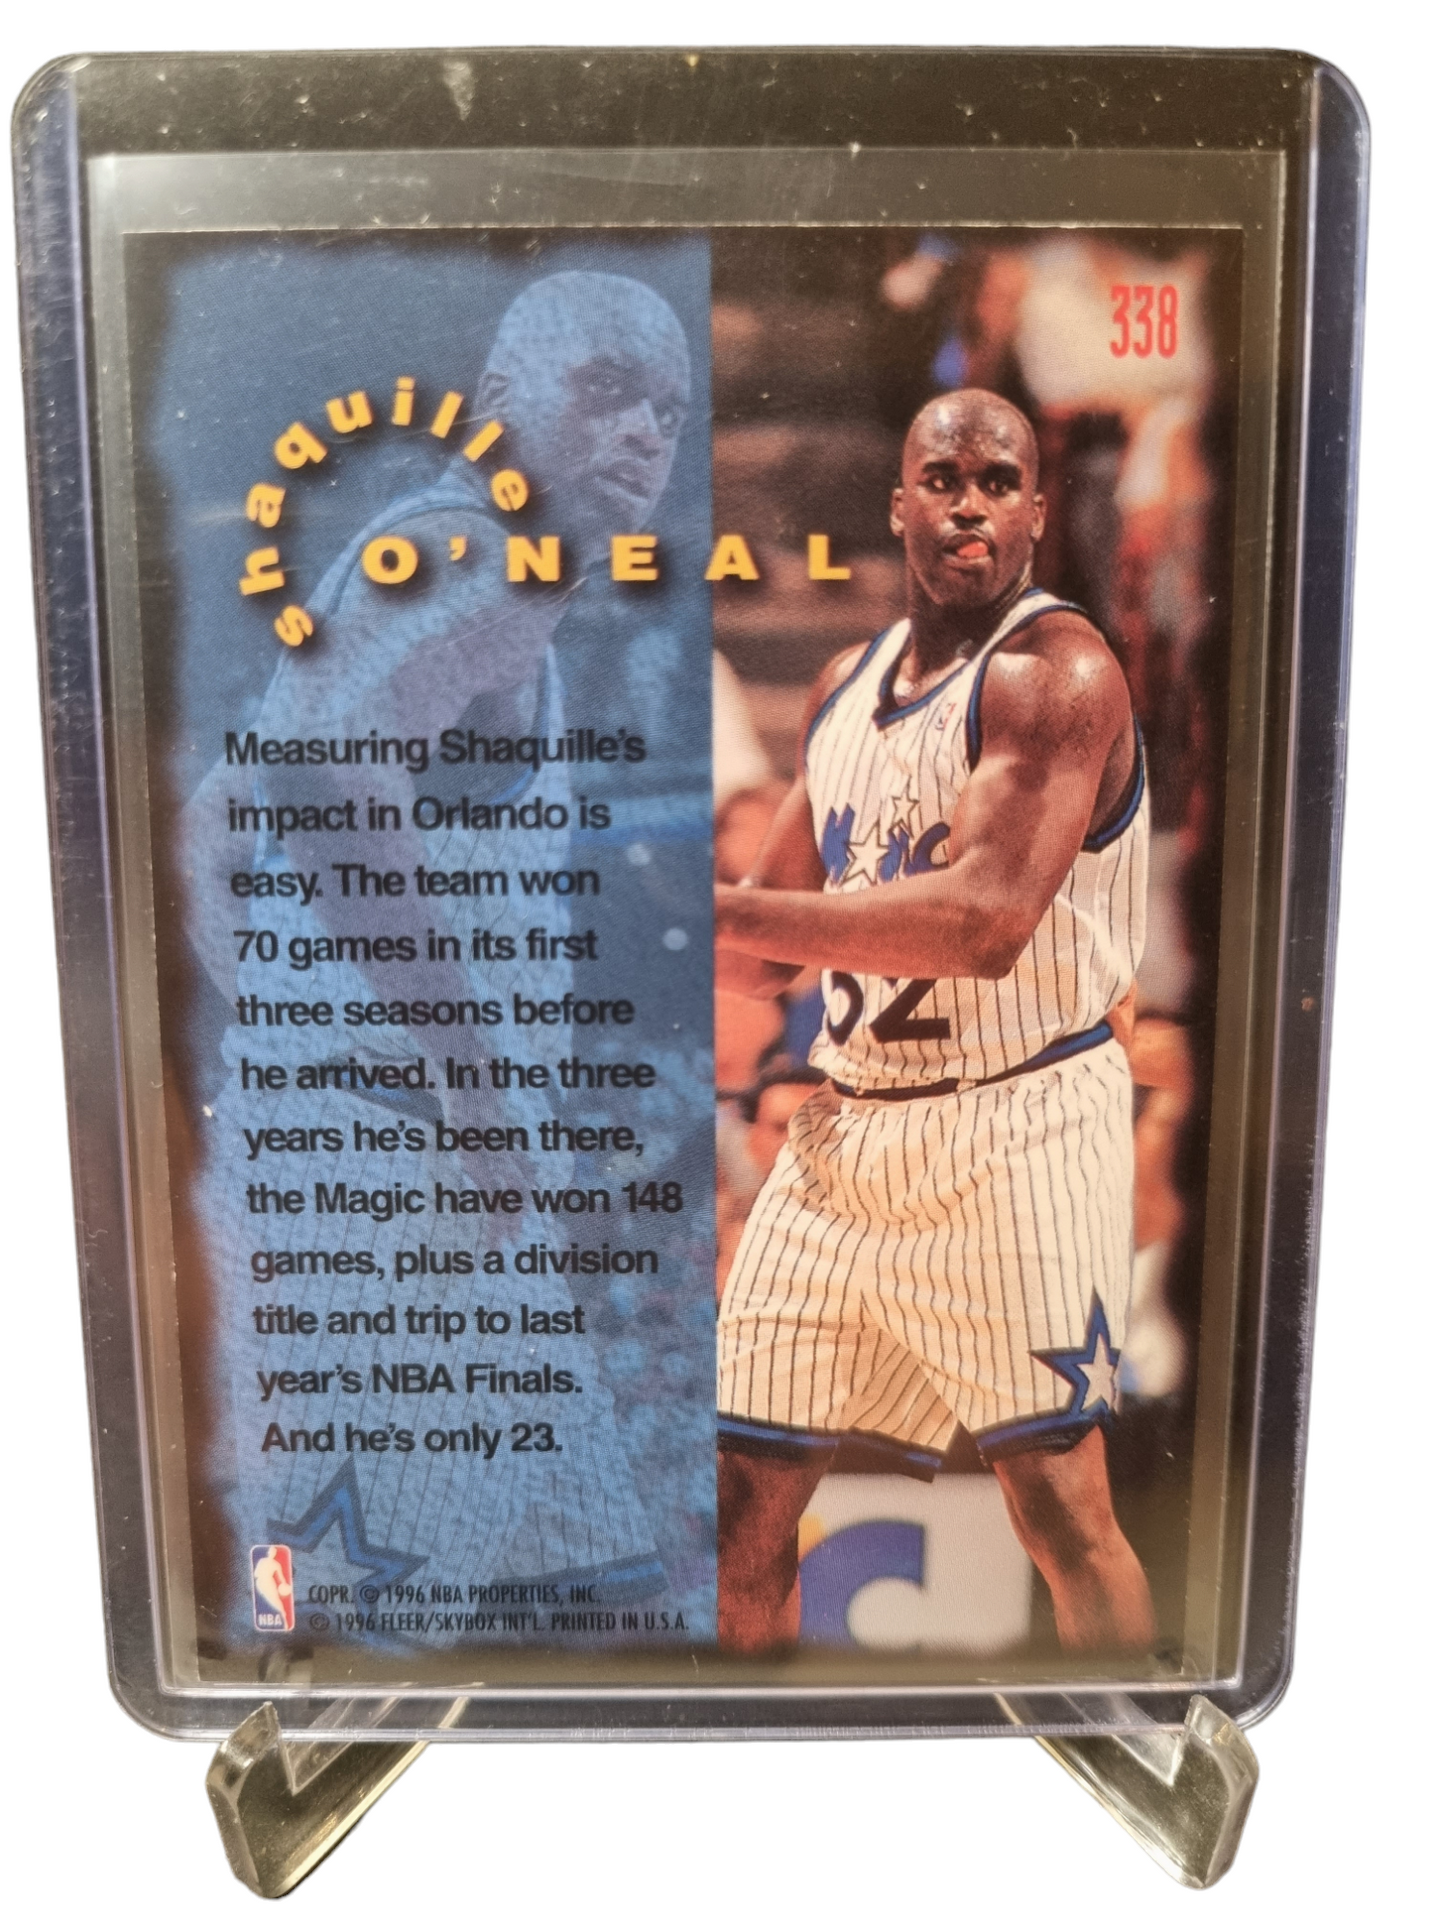 338
shaquille
O'NEAL
Measuring Shaquille's
impact in Orlando is
easy. The team won
70 games in its first
three seasons before
he arrived. In the three
years he's been there,
the Magic have won 148
games, plus a division
title and trip to last
year's NBA Finals.
And he's only 23.
NBA
COPR. © 1996 NBA PROPERTIES, INC.
© 1996 FLEER/SKYBOX INT'L. PRINTED IN U.S.A.